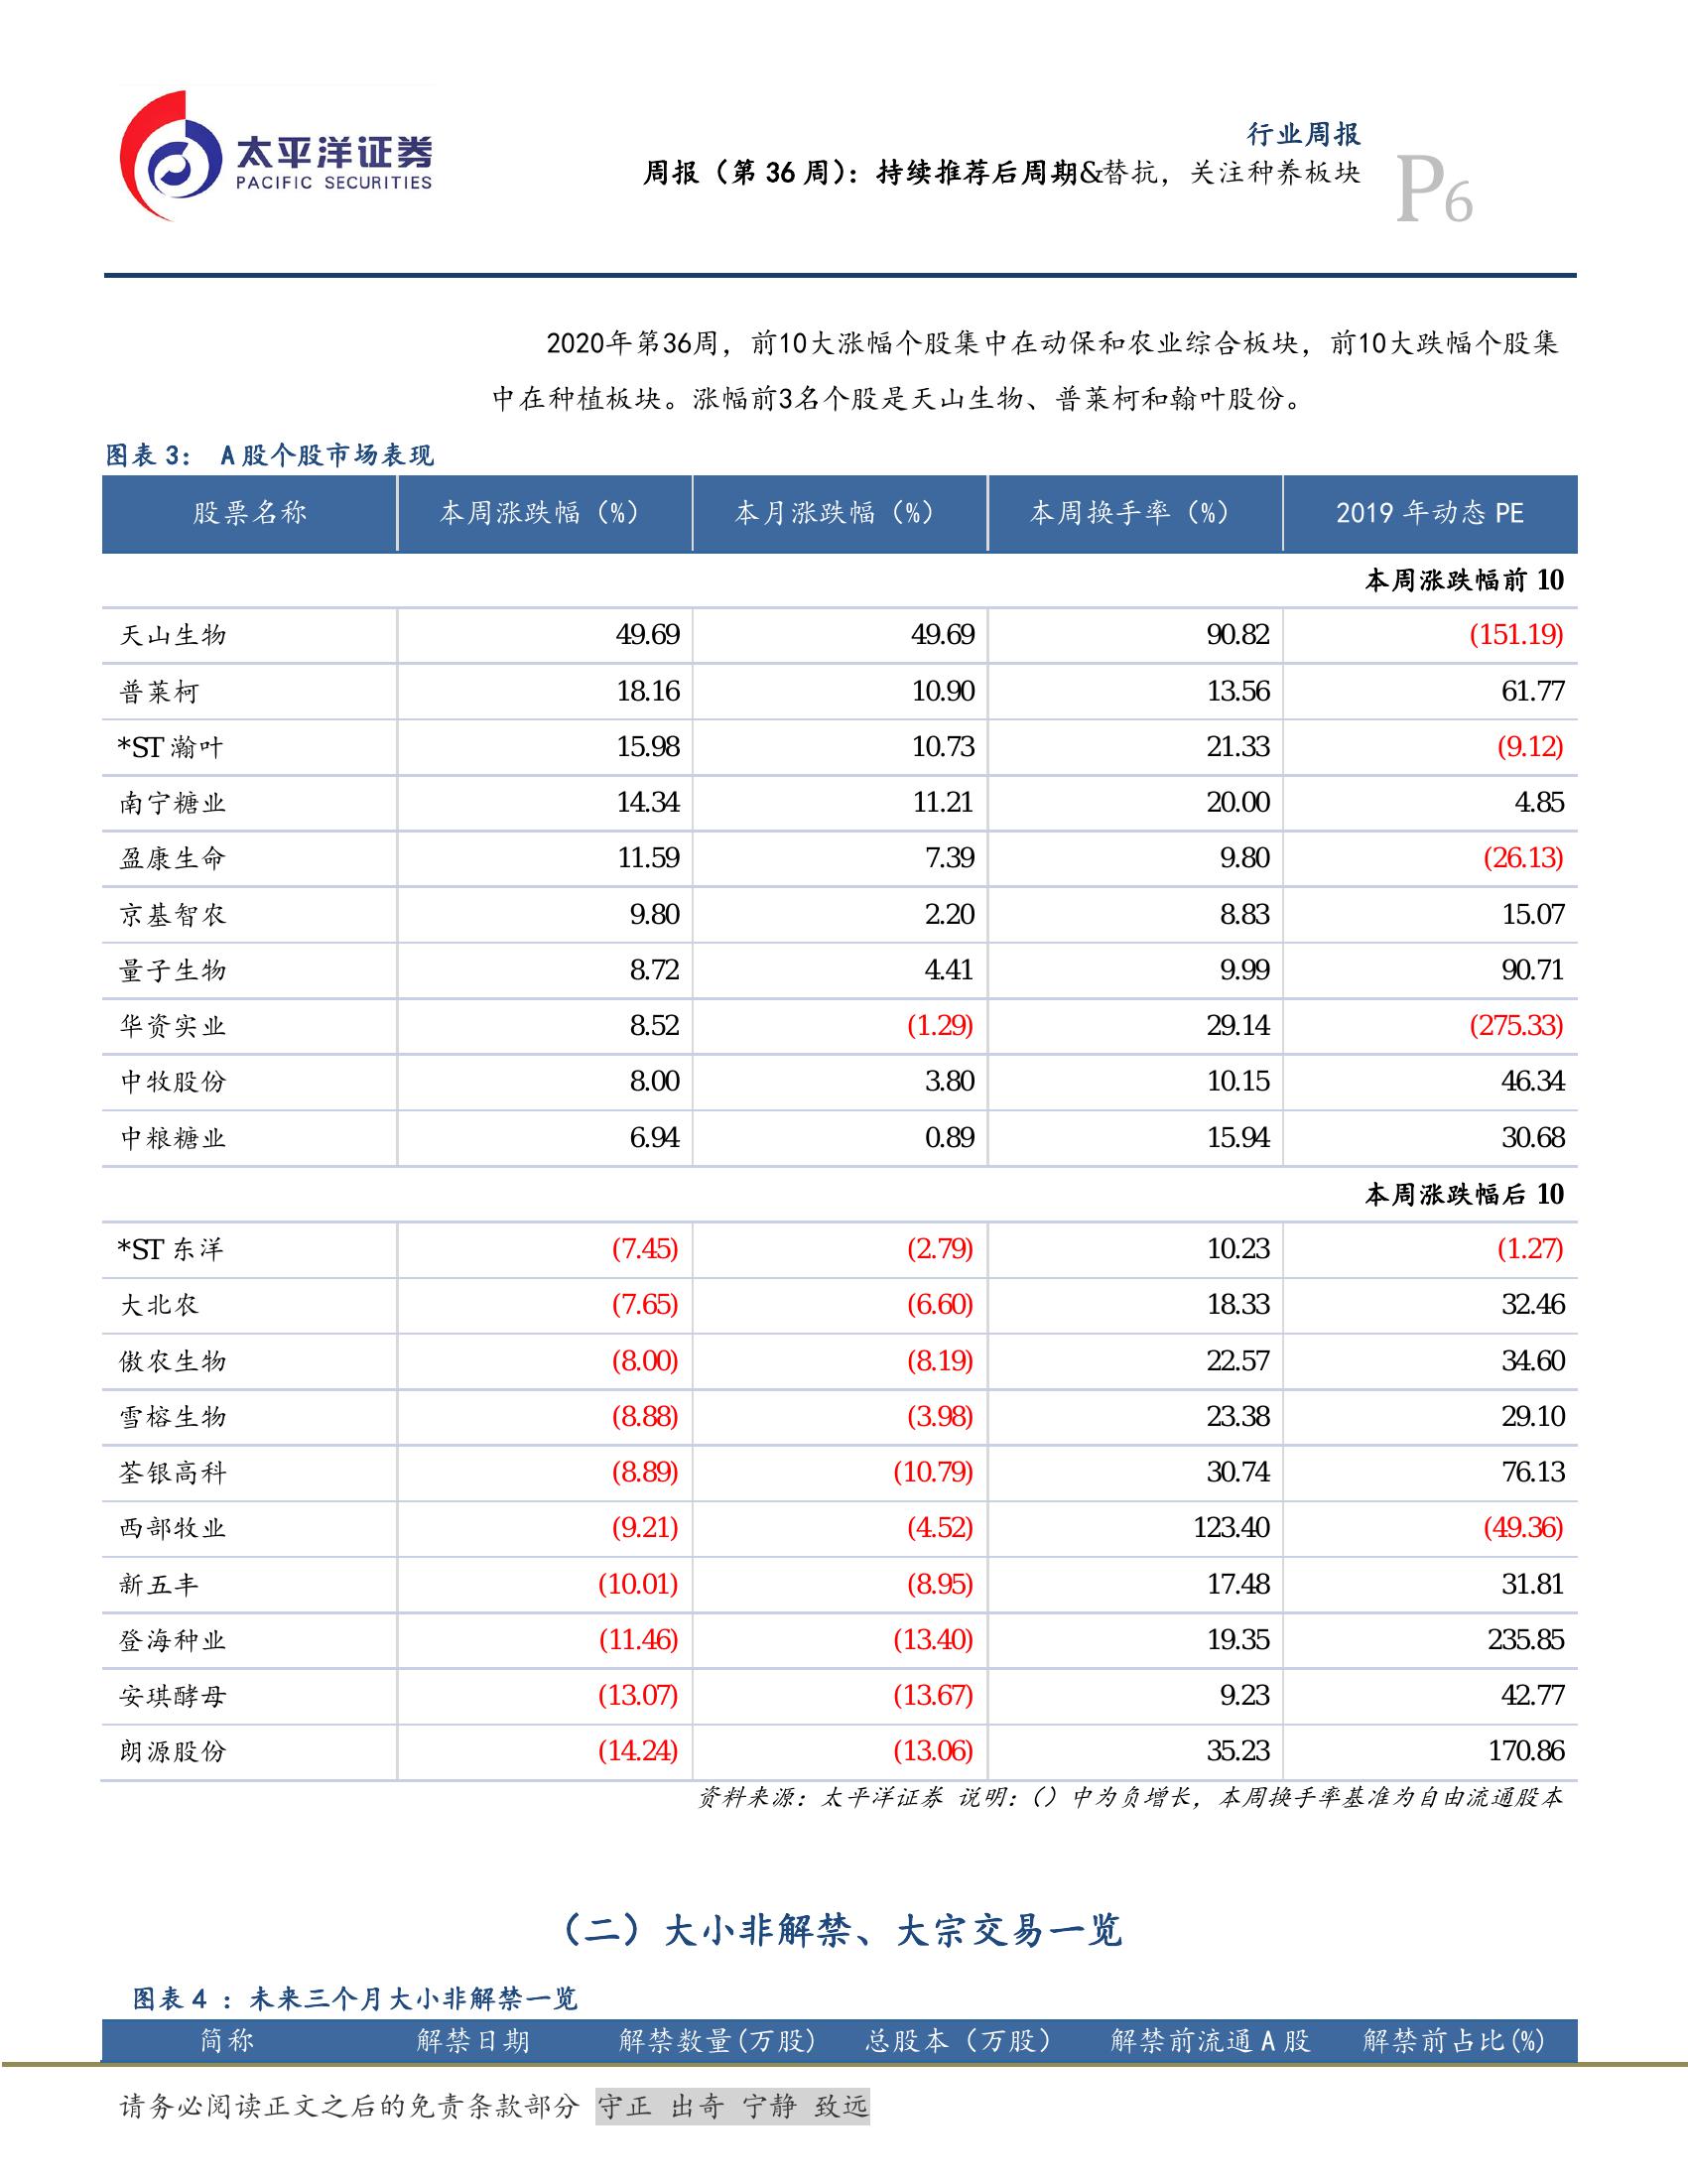 太平洋证券
PACIFIC SECURITIES
行业周报
周报（第 36 周）：持续推荐后周期&替抗，关注种养板块
P6
2020年第36周，前10大涨幅个股集中在动保和农业综合板块，前10大跌幅个股集
中在种植板块。涨幅前3名个股是天山生物、普莱柯和翰叶股份。
图表 3： A 股个股市场表现
股票名称 本周涨跌幅（%） 本月涨跌幅（%） 本周换手率（%） 2019 年动态 PE
本周涨跌幅前 10
天山生物 49.69 49.69 90.82 (151.19)
普莱柯 18.16 10.90 13.56 61.77
*ST 瀚叶 15.98 10.73 21.33 (9.12)
南宁糖业 14.34 11.21 20.00 4.85
盈康生命 11.59 7.39 9.80 (26.13)
京基智农 9.80 2.20 8.83 15.07
量子生物 8.72 4.41 9.99 90.71
华资实业 8.52 (1.29) 29.14 (275.33)
中牧股份 8.00 3.80 10.15 46.34
中粮糖业 6.94 0.89 15.94 30.68
本周涨跌幅后 10
*ST 东洋 (7.45) (2.79) 10.23 (1.27)
大北农 (7.65) (6.60) 18.33 32.46
傲农生物 (8.00) (8.19) 22.57 34.60
雪榕生物 (8.88) (3.98) 23.38 29.10
荃银高科 (8.89) (10.79) 30.74 76.13
西部牧业 (9.21) (4.52) 123.40 (49.36)
新五丰 (10.01) (8.95) 17.48 31.81
登海种业 (11.46) (13.40) 19.35 235.85
安琪酵母 (13.07) (13.67) 9.23 42.77
朗源股份 (14.24) (13.06) 35.23 170.86
资料来源：太平洋证券 说明：（）中为负增长，本周换手率基准为自由流通股本
（二）大小非解禁、大宗交易一览
图表 4 ：未来三个月大小非解禁一览
简称 解禁日期 解禁数量(万股) 总股本（万股） 解禁前流通 A 股 解禁前占比(%)
请务必阅读正文之后的免责条款部分 守正 出奇 宁静 致远